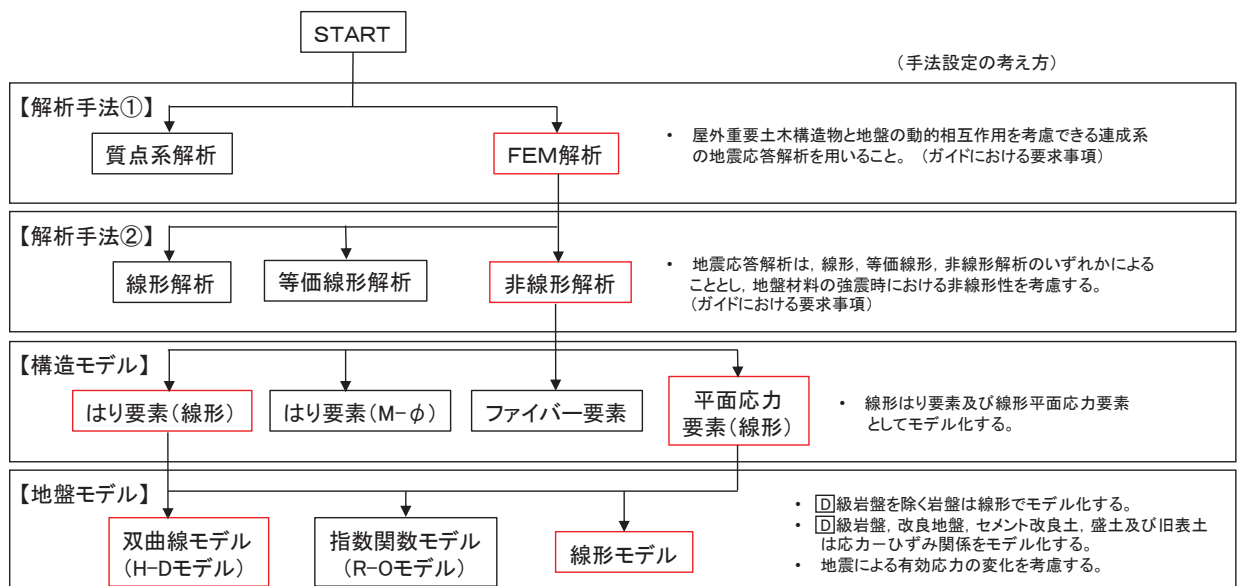 START
(手法設定の考え方)
【解析手法①】
質点系解析
FEM解析
・ 屋外重要土木構造物と地盤の動的相互作用を考慮できる連成系
の地震応答解析を用いること。 (ガイドにおける要求事項)
【解析手法②】
線形解析
等価線形解析
非線形解析
・ 地震応答解析は, 線形, 等価線形, 非線形解析のいずれかによる
こととし, 地盤材料の強震時における非線形性を考慮する。
(ガイドにおける要求事項)
【構造モデル】
はり要素(線形)
はり要素(M-φ)
ファイバー要素
平面応力
要素(線形)
・ 線形はり要素及び線形平面応力要素
としてモデル化する。
【地盤モデル】
双曲線モデル
(H-Dモデル)
指数関数モデル
(R-Oモデル)
線形モデル
・ D級岩盤を除く岩盤は線形でモデル化する。
・ D級岩盤, 改良地盤, セメント改良土, 盛土及び旧表土
は応力ーひずみ関係をモデル化する。
・ 地震による有効応力の変化を考慮する。